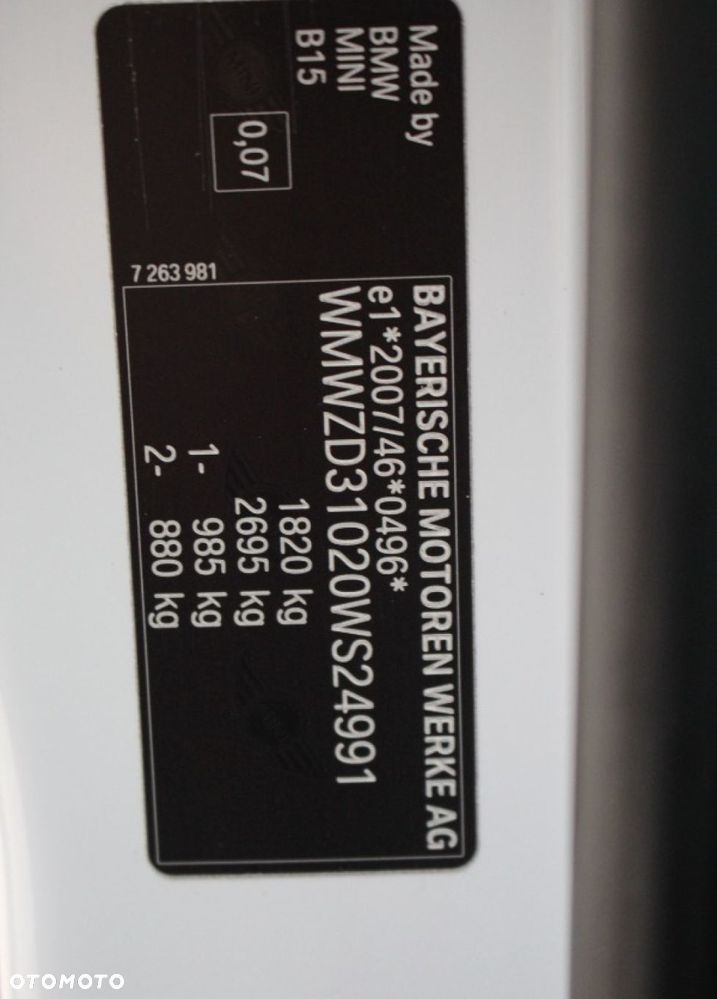 Made by
BMW
MINI
B15
0,07
7 263 981
BAYERISCHE MOTOREN WERKE AG
e1*2007/46*0496*
WMWZD31020WS24991
1820 kg
2695 kg
1- 985 kg
2- 880 kg
OTOMOTO